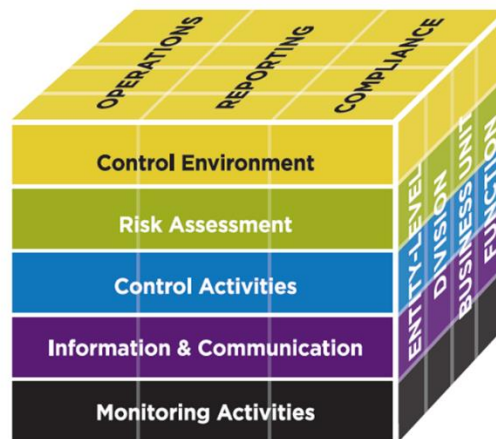 OPERATIONS
REPORTING
COMPLIANCE
Control Environment
Risk Assessment
Control Activities
Information & Communication
Monitoring Activities
ENTITY-LEVEL
DIVISION
BUSINESS UNIT
FUNCTION